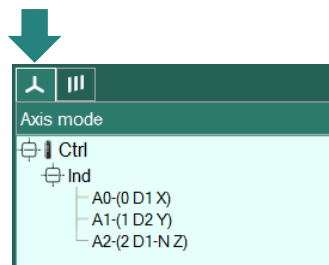 Axis mode
Ctrl
Ind
A0-(0 D1 X)
A1-(1 D2 Y)
A2-(2 D1-N Z)